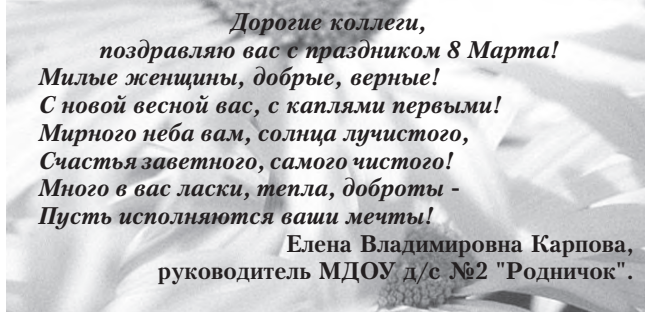 Дорогие коллеги,
поздравляю вас с праздником 8 Марта!
Милые женщины, добрые, верные!
С новой весной вас, с каплями первыми!
Мирного неба вам, солнца лучистого,
Счастья заветного, самого чистого!
Много в вас ласки, тепла, доброты -
Пусть исполняются ваши мечты!
Елена Владимировна Карпова,
руководитель МДОУ д/с №2 "Родничок".